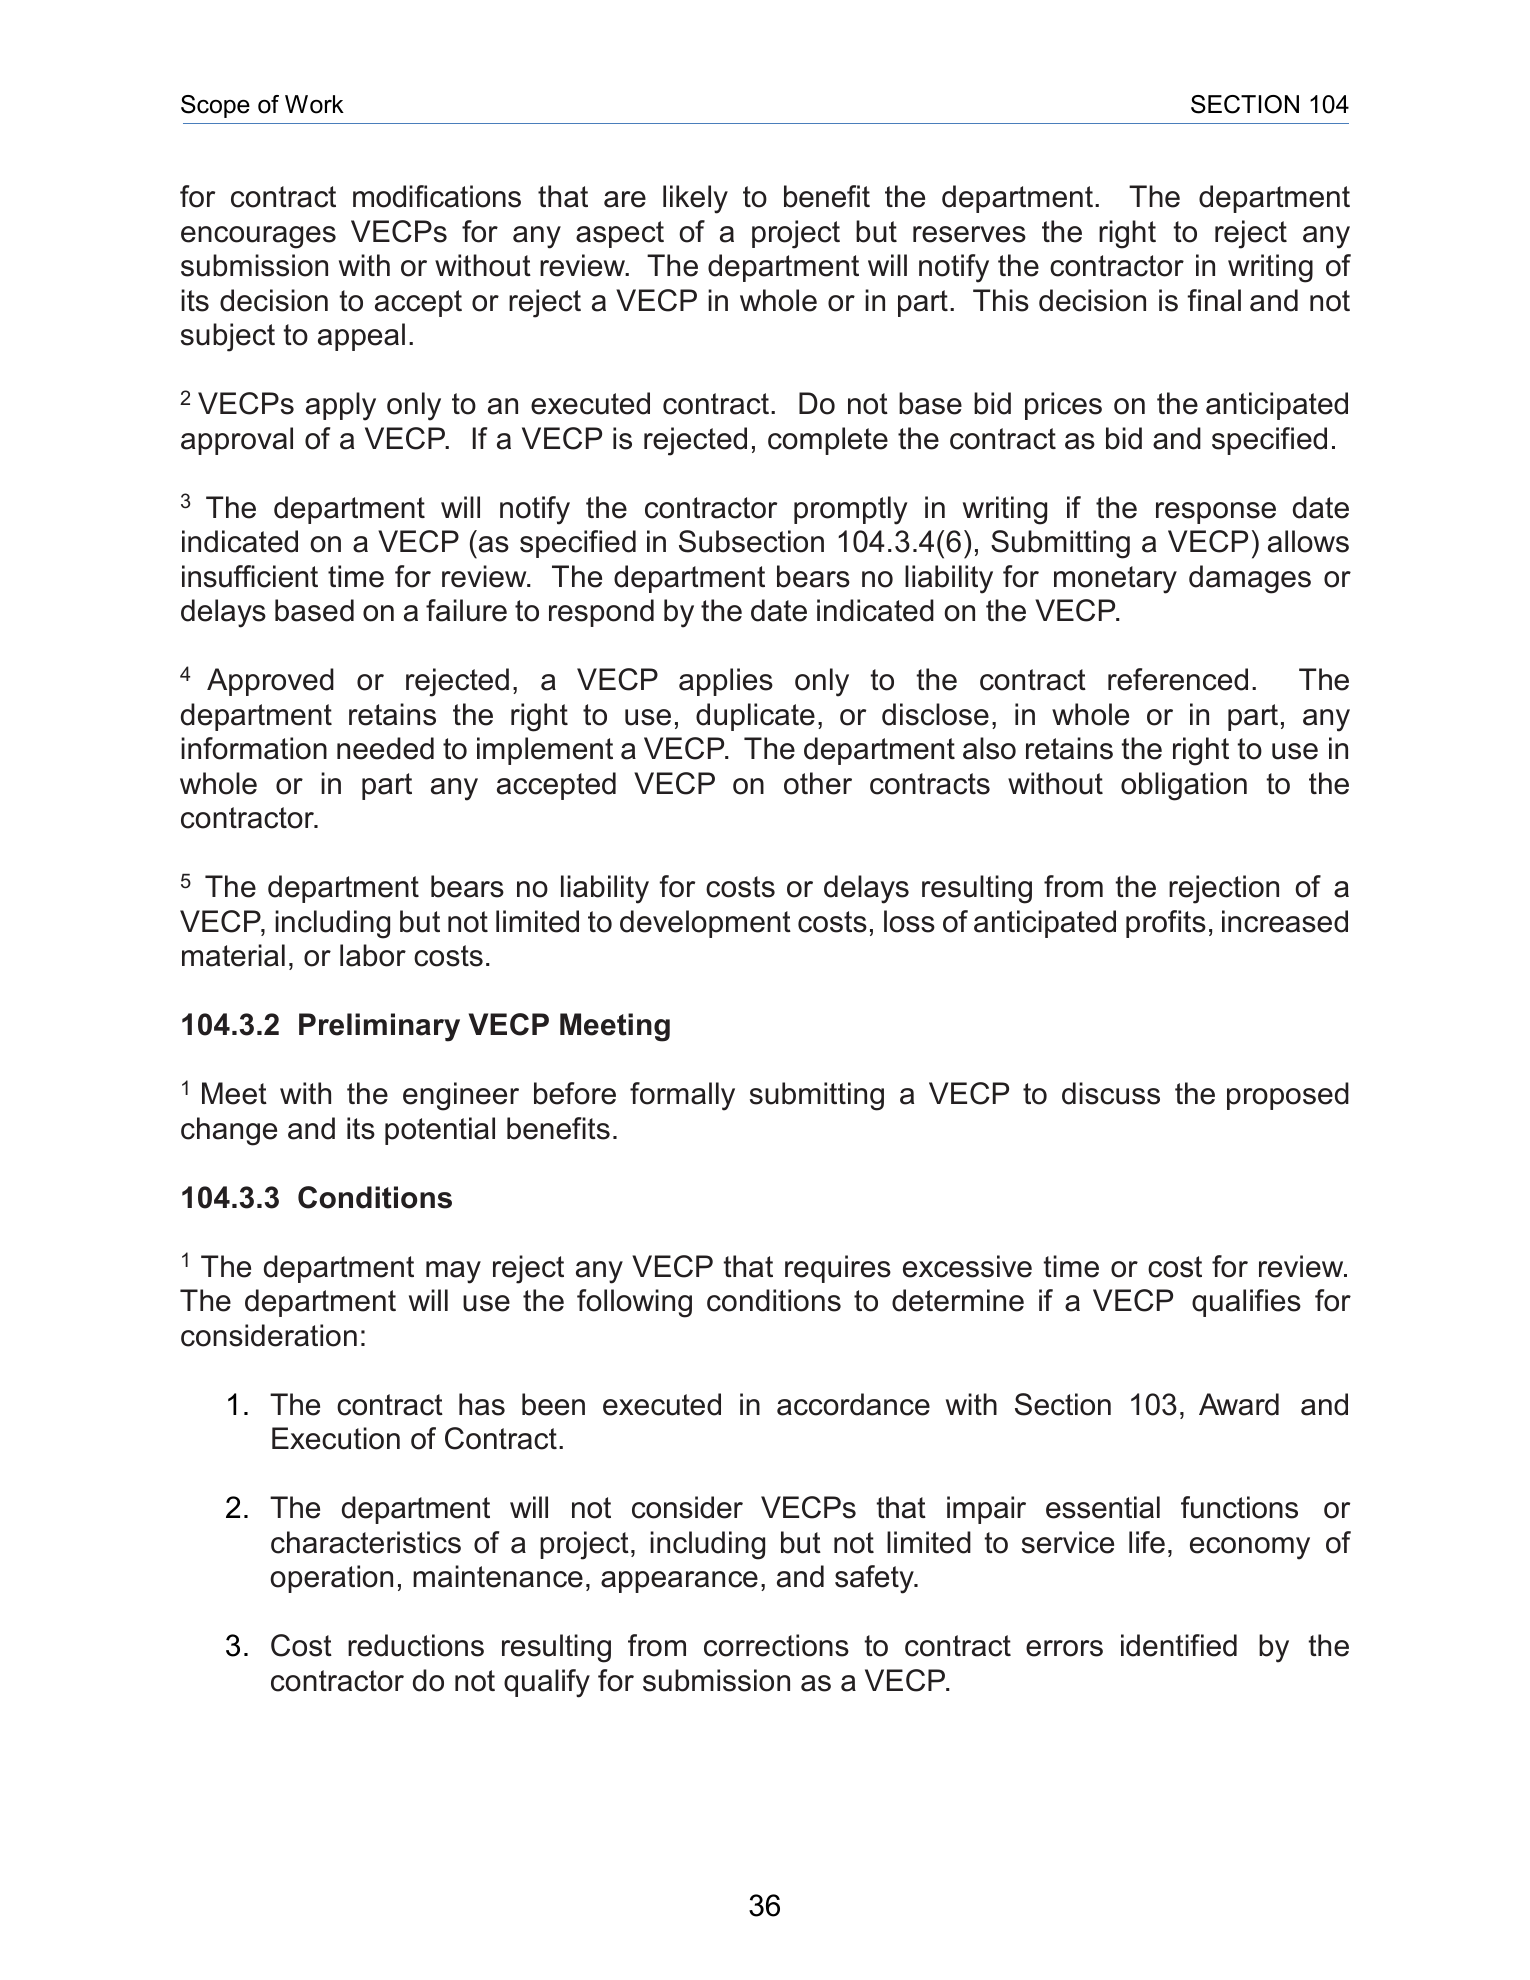 Scope of Work SECTION 104
for contract modifications that are likely to benefit the department. The department
encourages VECPs for any aspect of a project but reserves the right to reject any
submission with or without review. The department will notify the contractor in writing of
its decision to accept or reject a VECP in whole or in part. This decision is final and not
subject to appeal.
2 VECPs apply only to an executed contract. Do not base bid prices on the anticipated
approval of a VECP. If a VECP is rejected, complete the contract as bid and specified.
3 The department will notify the contractor promptly in writing if the response date
indicated on a VECP (as specified in Subsection 104.3.4(6), Submitting a VECP) allows
insufficient time for review. The department bears no liability for monetary damages or
delays based on a failure to respond by the date indicated on the VECP.
4 Approved or rejected, a VECP applies only to the contract referenced. The
department retains the right to use, duplicate, or disclose, in whole or in part, any
information needed to implement a VECP. The department also retains the right to use in
whole or in part any accepted VECP on other contracts without obligation to the
contractor.
5 The department bears no liability for costs or delays resulting from the rejection of a
VECP, including but not limited to development costs, loss of anticipated profits, increased
material, or labor costs.
104.3.2 Preliminary VECP Meeting
1 Meet with the engineer before formally submitting a VECP to discuss the proposed
change and its potential benefits.
104.3.3 Conditions
1 The department may reject any VECP that requires excessive time or cost for review.
The department will use the following conditions to determine if a VECP qualifies for
consideration:
1. The contract has been executed in accordance with Section 103, Award and
Execution of Contract.
2. The department will not consider VECPs that impair essential functions or
characteristics of a project, including but not limited to service life, economy of
operation, maintenance, appearance, and safety.
3. Cost reductions resulting from corrections to contract errors identified by the
contractor do not qualify for submission as a VECP.
36